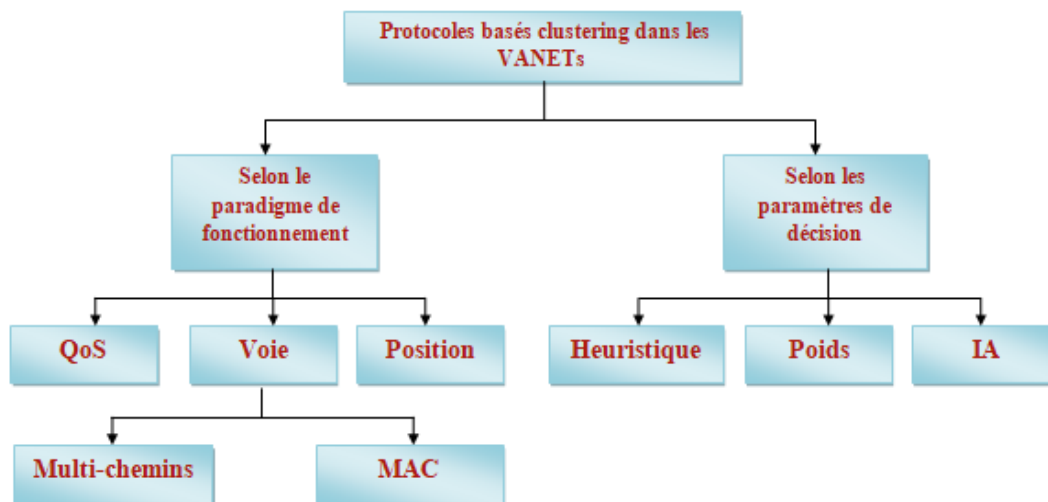 Protocoles basés clustering dans les
VANETs
Selon le
paradigme de
fonctionnement
Selon les
paramètres de
décision
QoS
Voie
Position
Heuristique
Poids
IA
Multi-chemins
MAC